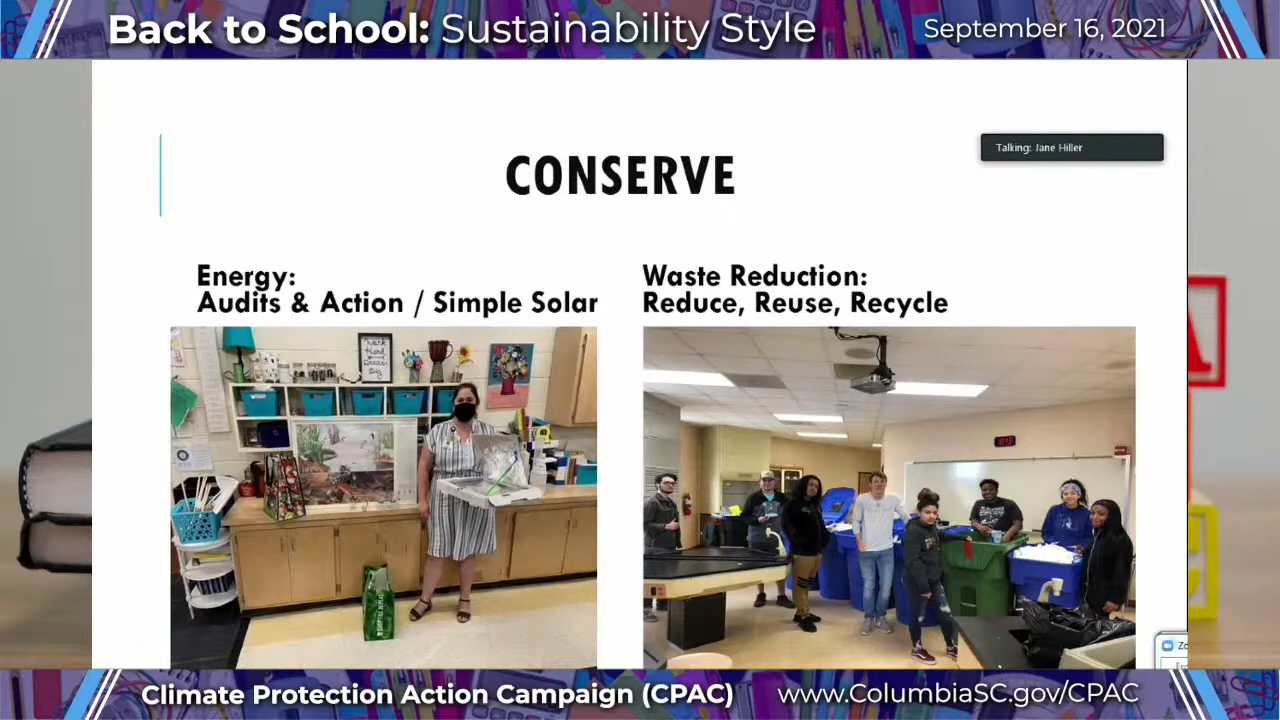 Back to School: Sustainability Style
September 16, 2021
Talking: Jane Hiller
CONSERVE
Energy:
Audits & Action / Simple Solar
Waste Reduction:
Reduce, Reuse, Recycle
Climate Protection Action Campaign (CPAC)
www.ColumbiaSC.gov/CPAC